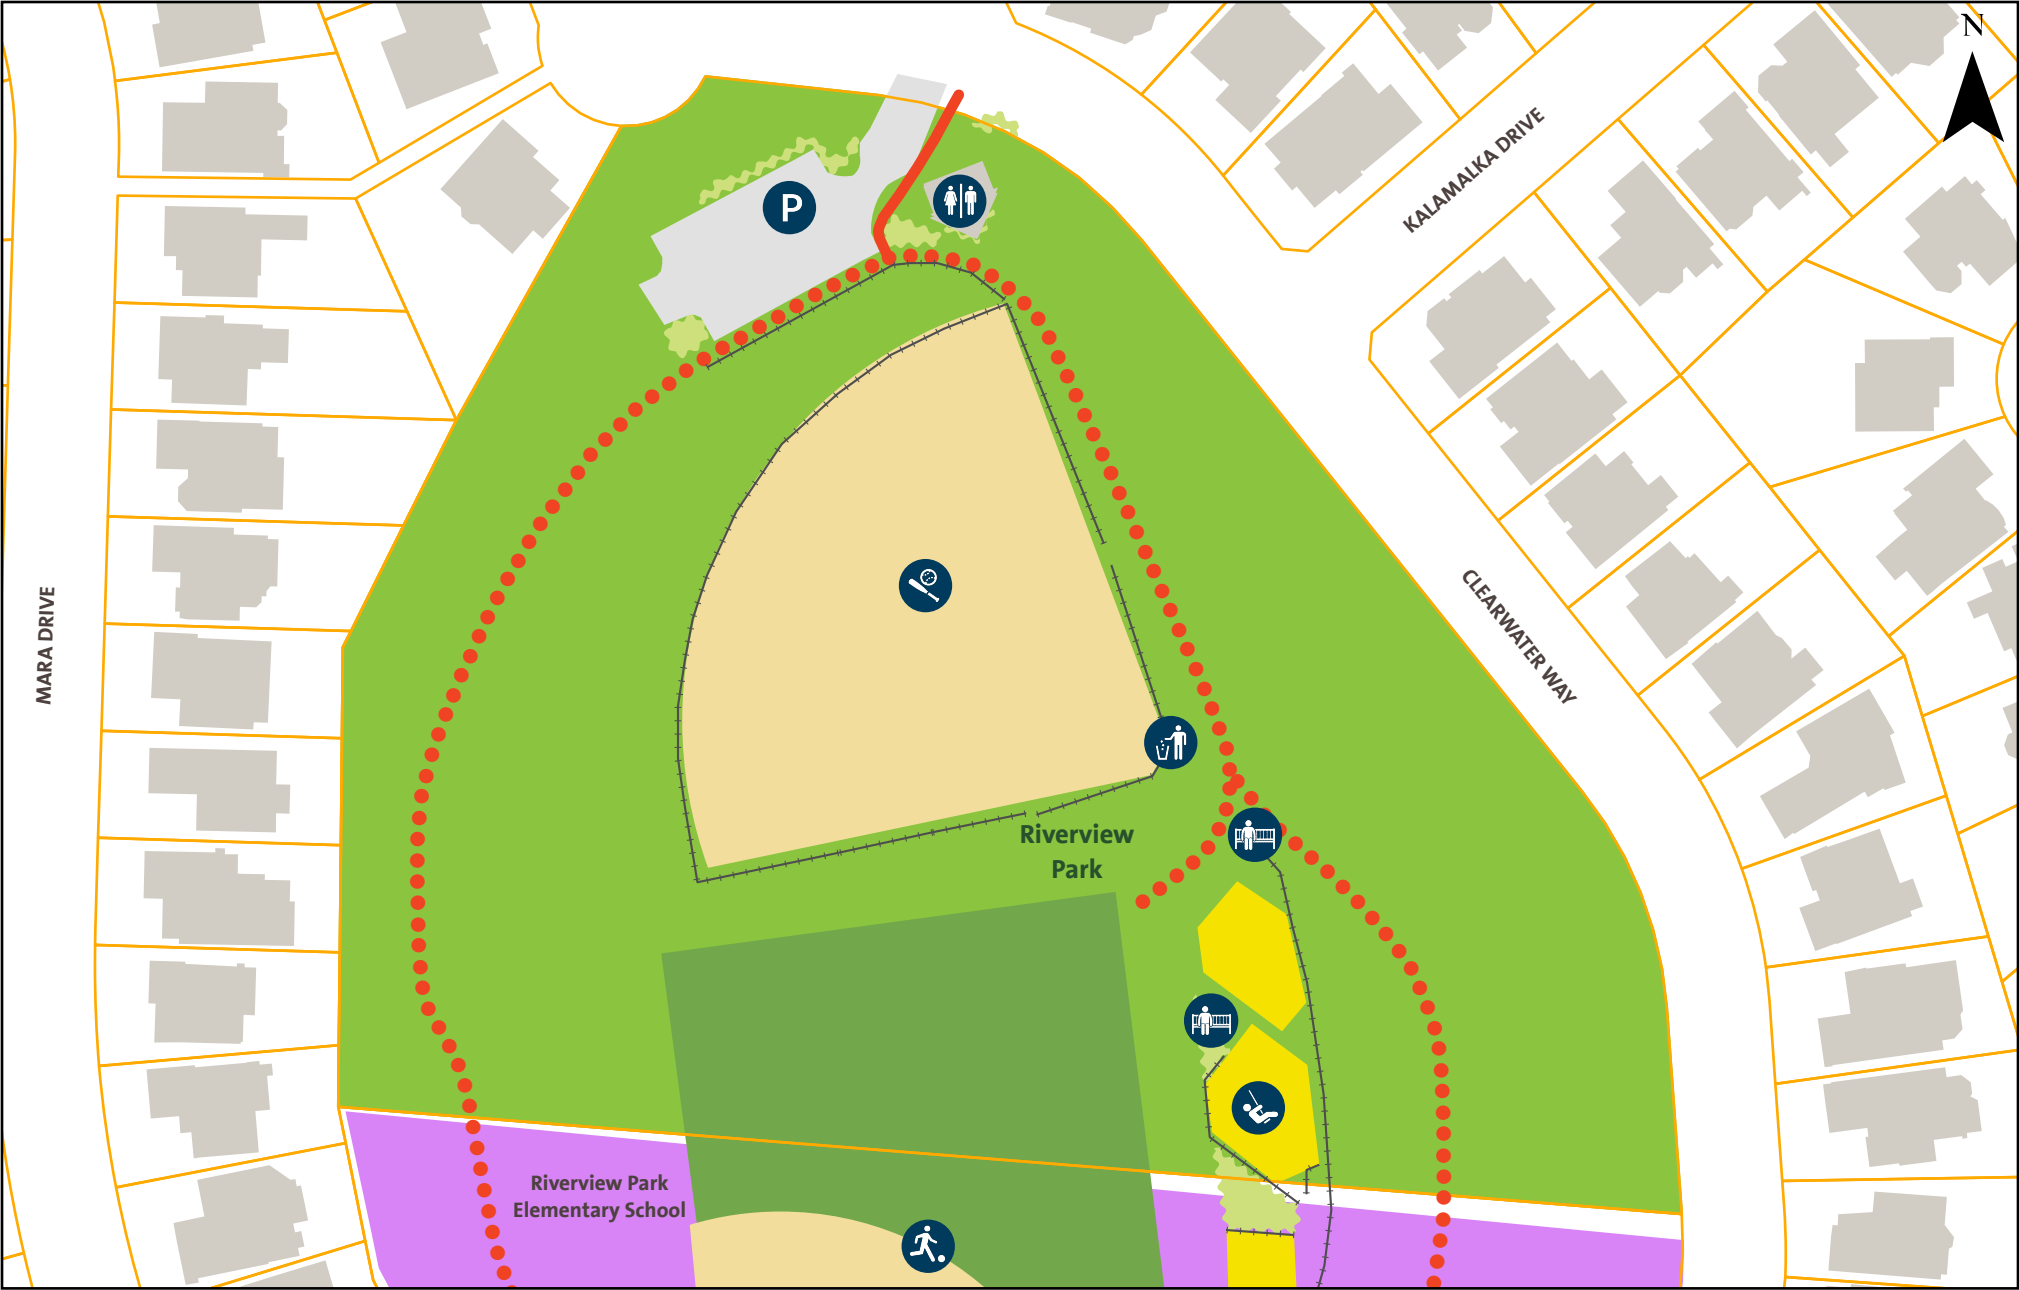 N
KALAMALKA DRIVE
P
CLEARWATER WAY
MARA DRIVE
Riverview
Park
Riverview Park
Elementary School